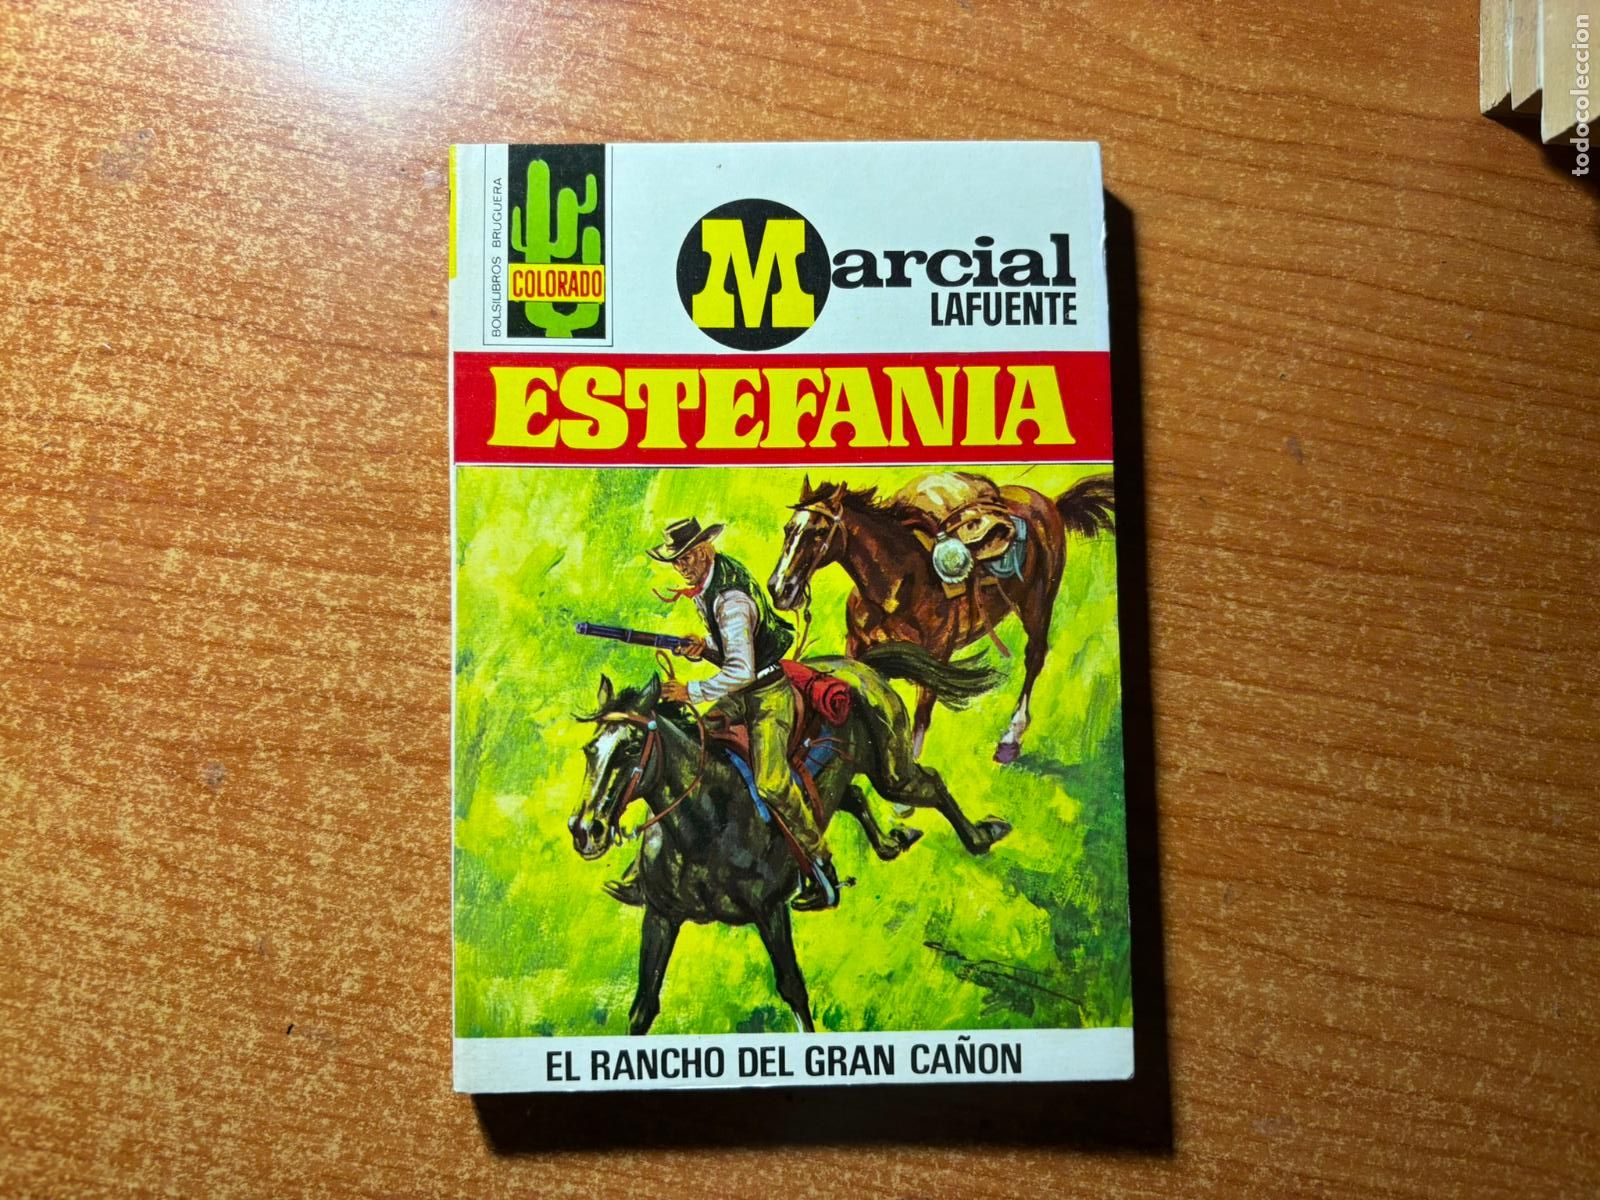 BOLSILIBROS BRUGUERA
COLORADO
Marcial
LAFUENTE
ESTEFANIA
EL RANCHO DEL GRAN CAÑON
todocoleccion